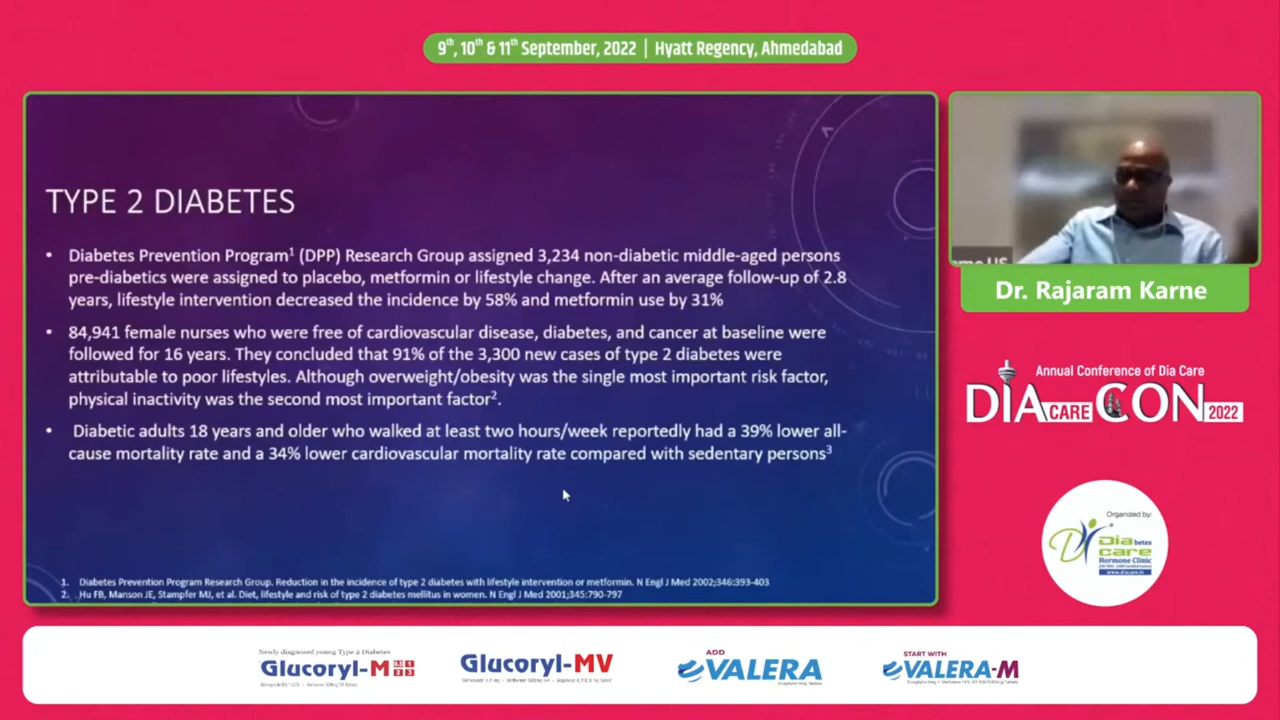 9th, 10th & 11th September, 2022 | Hyatt Regency, Ahmedabad
TYPE 2 DIABETES
• Diabetes Prevention Program1 (DPP) Research Group assigned 3,234 non-diabetic middle-aged persons
pre-diabetics were assigned to placebo, metformin or lifestyle change. After an average follow-up of 2.8
years, lifestyle intervention decreased the incidence by 58% and metformin use by 31%
• 84,941 female nurses who were free of cardiovascular disease, diabetes, and cancer at baseline were
followed for 16 years. They concluded that 91% of the 3,300 new cases of type 2 diabetes were
attributable to poor lifestyles. Although overweight/obesity was the single most important risk factor,
physical inactivity was the second most important factor2.
• Diabetic adults 18 years and older who walked at least two hours/week reportedly had a 39% lower all-
cause mortality rate and a 34% lower cardiovascular mortality rate compared with sedentary persons3
1. Diabetes Prevention Program Research Group. Reduction in the incidence of type 2 diabetes with lifestyle intervention or metformin. N Engl J Med 2002;346:393-403
2. Hu FB, Manson JE, Stampfer MJ, et al. Diet, lifestyle and risk of type 2 diabetes mellitus in women. N Engl J Med 2001;345:790-797
Dr. Rajaram Karne
Annual Conference of Dia Care
DIA CARE CON 2022
Organized by:
Diabetes
care
Hormone Clinic
www.diacare.in
Newly diagnosed young Type 2 Diabetes
Glucoryl-M
Glucoryl-MV
ADD
VALERA
START WITH
VALERA-M